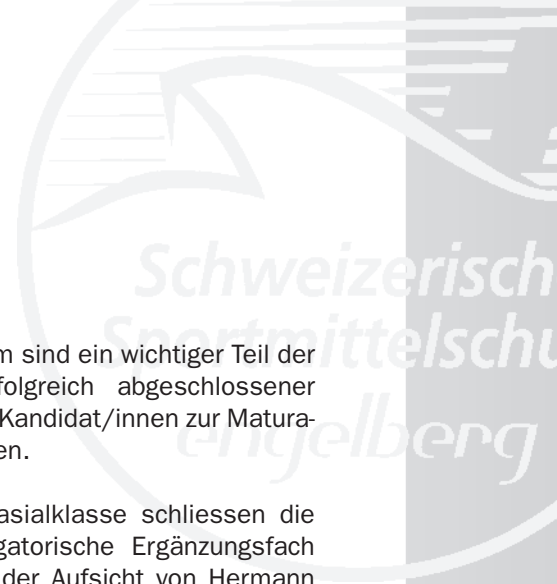 Schweizerisch
Sportmittelschu
engelberg
m sind ein wichtiger Teil der
folgreich abgeschlossener
Kandidat/innen zur Matura-
en.
asialklasse schliessen die
gatorische Ergänzungsfach
der Aufsicht von Hermann